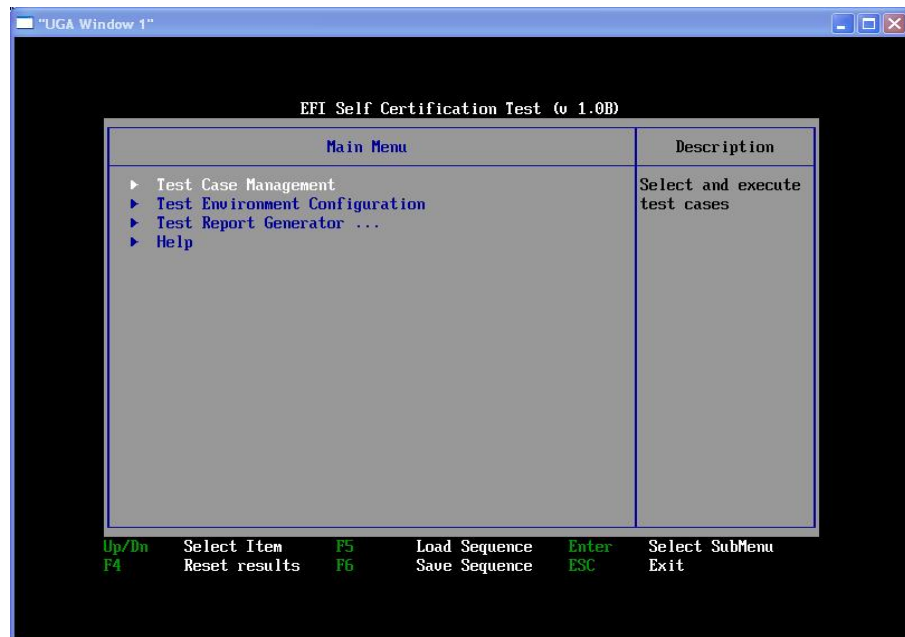 "UGA Window 1"
EFI Self Certification Test (v 1.0B)
Main Menu
Description
Test Case Management
Test Environment Configuration
Test Report Generator ...
Help
Select and execute
test cases
Up/Dn Select Item F5 Load Sequence Enter Select SubMenu
F4 Reset results F6 Save Sequence ESC Exit